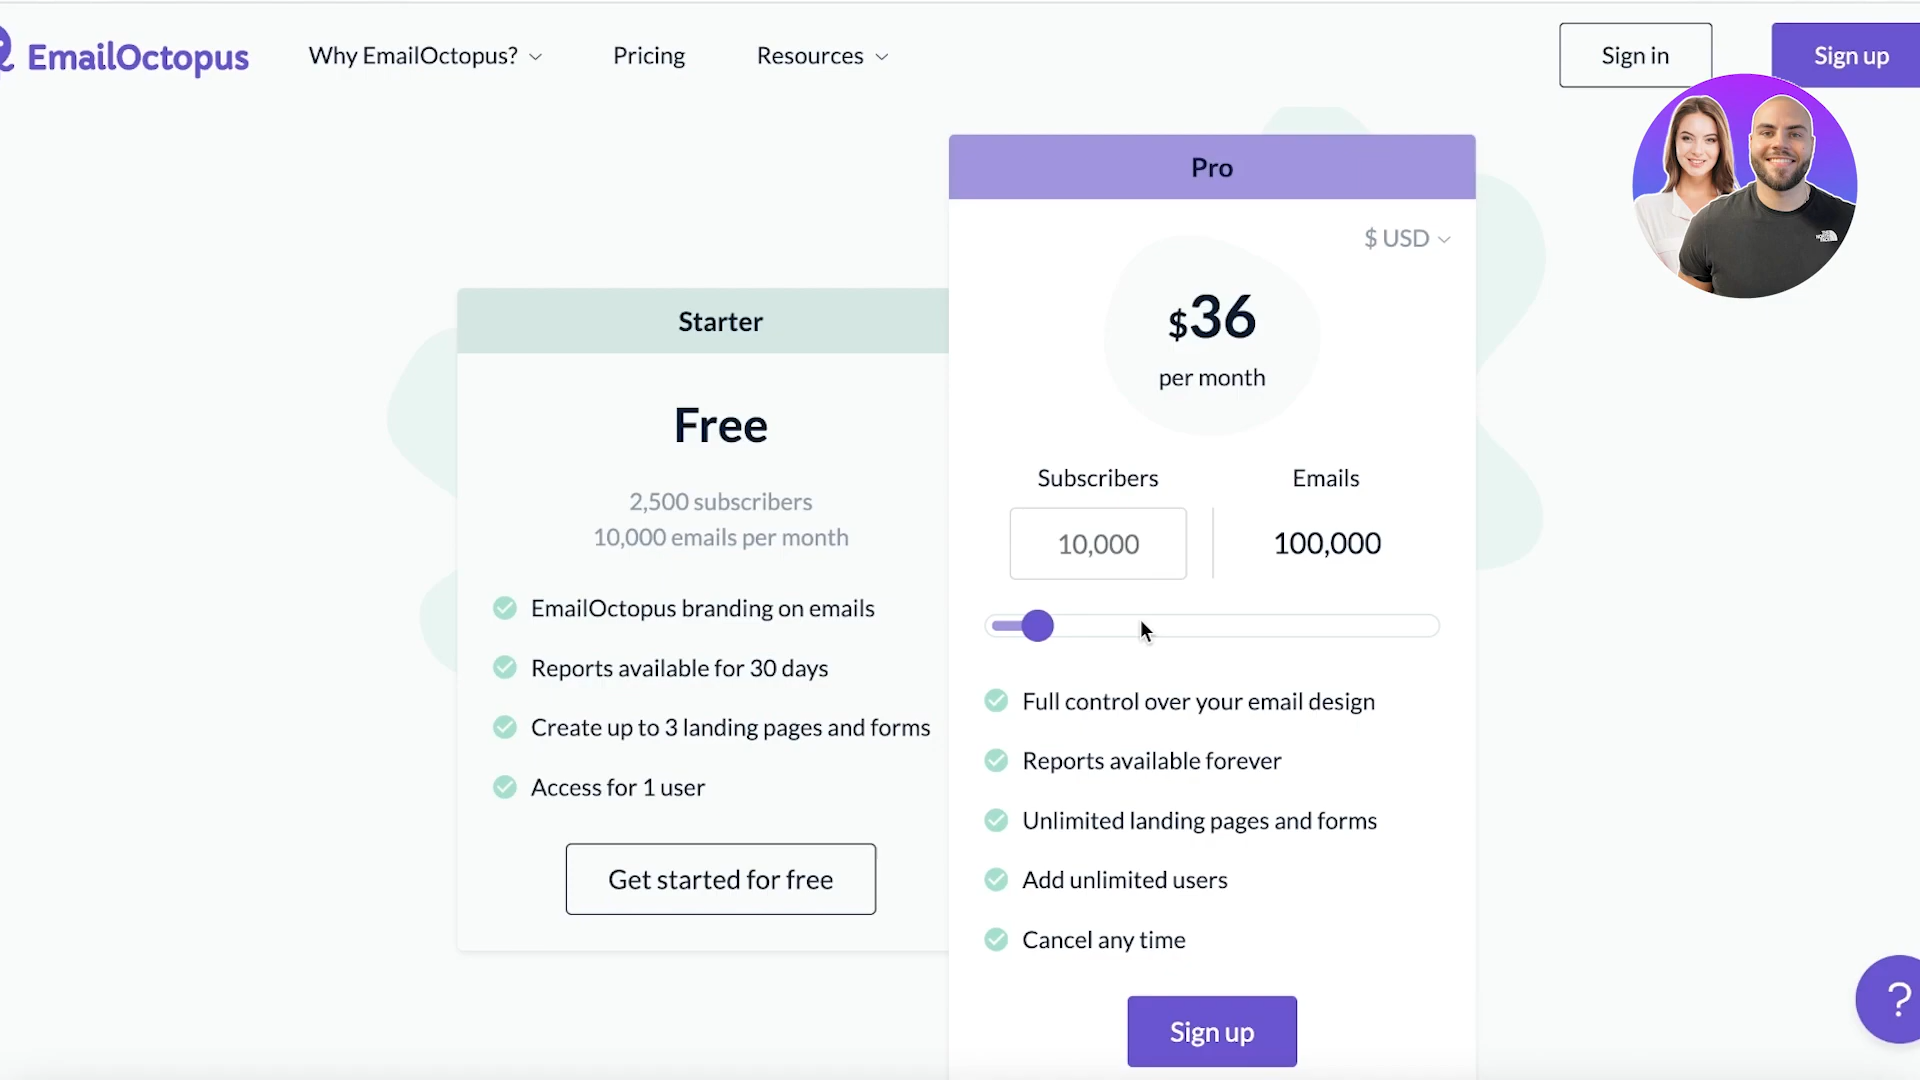 EmailOctopus
Why EmailOctopus?
Pricing
Resources
Sign in
Sign up
Starter
Free
2,500 subscribers
10,000 emails per month
EmailOctopus branding on emails
Reports available for 30 days
Create up to 3 landing pages and forms
Access for 1 user
Get started for free
Pro
$ USD
$36
per month
Subscribers
Emails
10,000
100,000
Full control over your email design
Reports available forever
Unlimited landing pages and forms
Add unlimited users
Cancel any time
Sign up
?
THE
NORTH
FACE